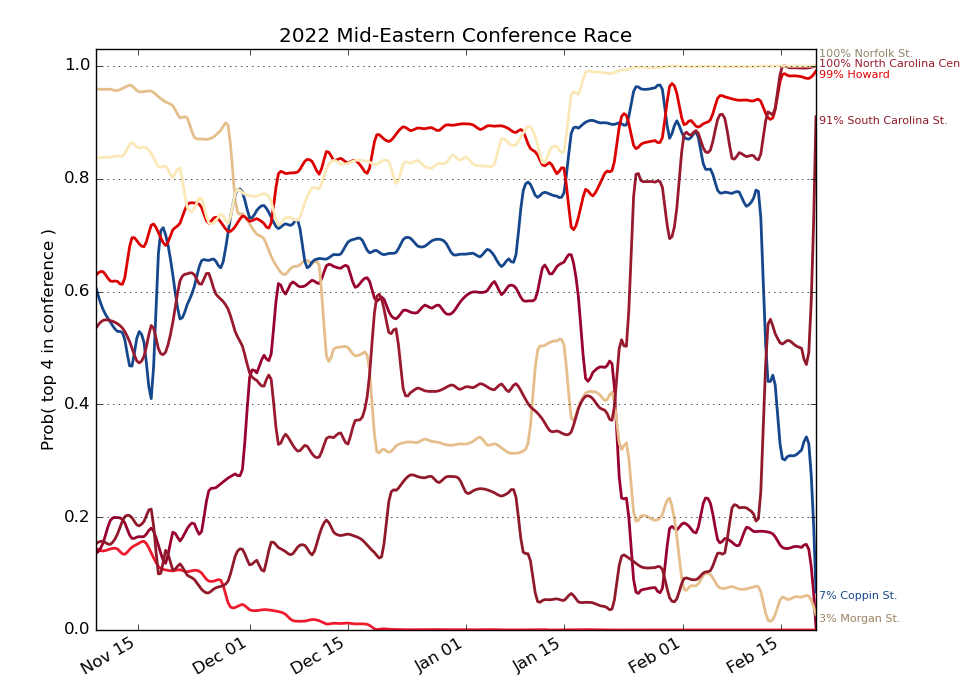 2022 Mid-Eastern Conference Race
100% Norfolk St.
100% North Carolina Cen
99% Howard
91% South Carolina St.
7% Coppin St.
3% Morgan St.
Prob( top 4 in conference )
1.0
0.8
0.6
0.4
0.2
0.0
Nov 15
Dec 01
Dec 15
Jan 01
Jan 15
Feb 01
Feb 15